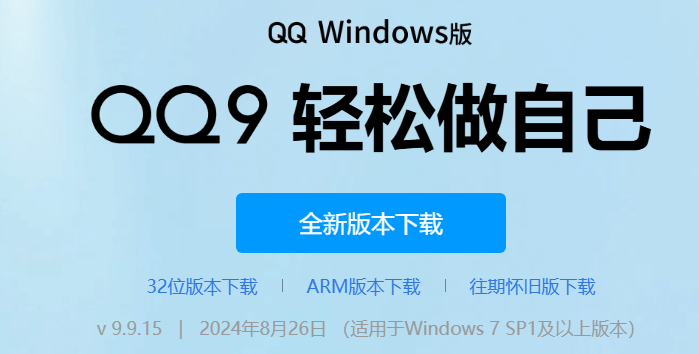 QQ Windows版
QQ9 轻松做自己
全新版本下载
32位版本下载 | ARM版本下载 | 往期怀旧版下载
v 9.9.15 | 2024年8月26日 （适用于Windows 7 SP1及以上版本）